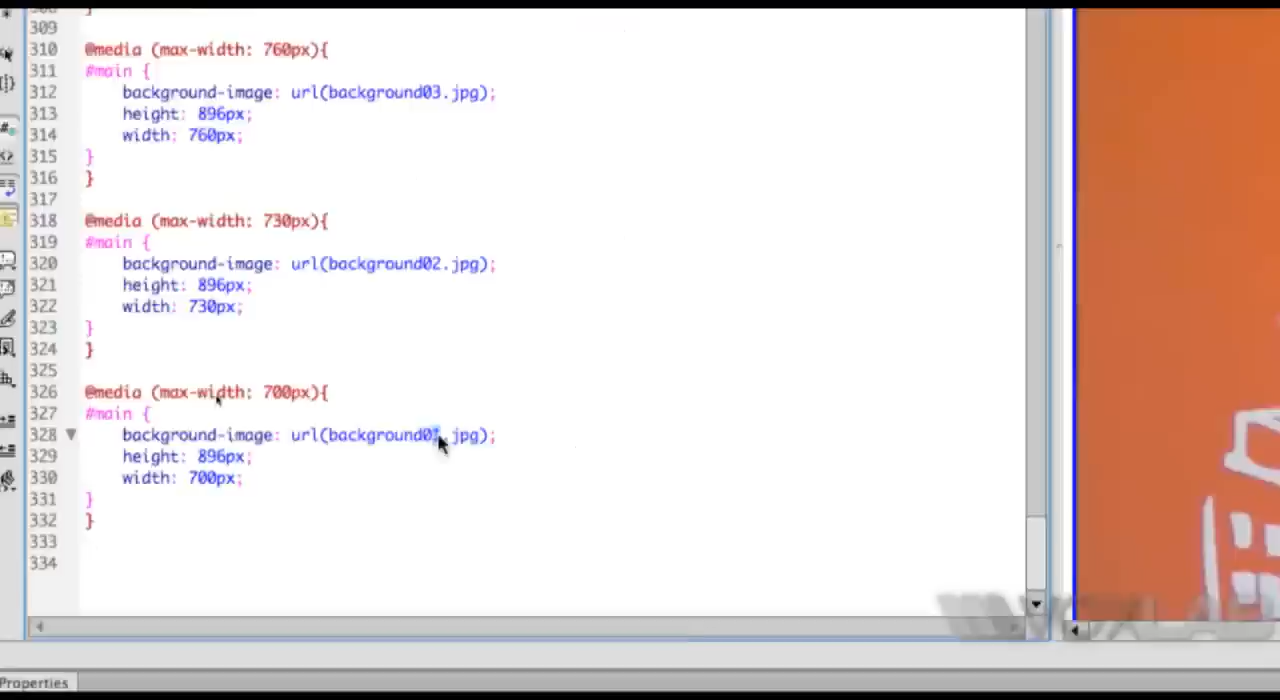 309
310 @media (max-width: 760px){
311 #main {
312 background-image: url(background03.jpg);
313 height: 896px;
314 width: 760px;
315 }
316 }
317
318 @media (max-width: 730px){
319 #main {
320 background-image: url(background02.jpg);
321 height: 896px;
322 width: 730px;
323 }
324 }
325
326 @media (max-width: 700px){
327 #main {
328 background-image: url(background01.jpg);
329 height: 896px;
330 width: 700px;
331 }
332 }
333
334
Properties